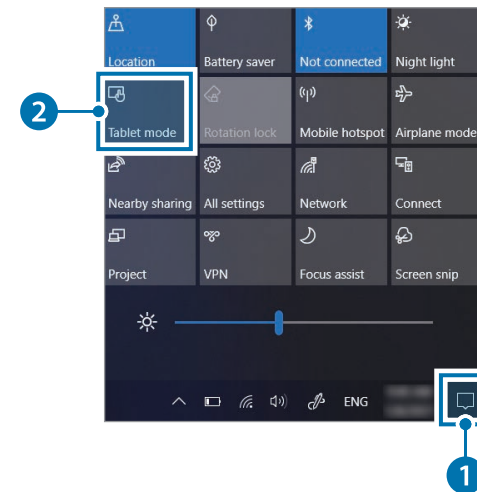 Location Battery saver Not connected Night light
2
Tablet mode Rotation lock Mobile hotspot Airplane mode
Nearby sharing All settings Network Connect
Project VPN Focus assist Screen snip
ENG
1